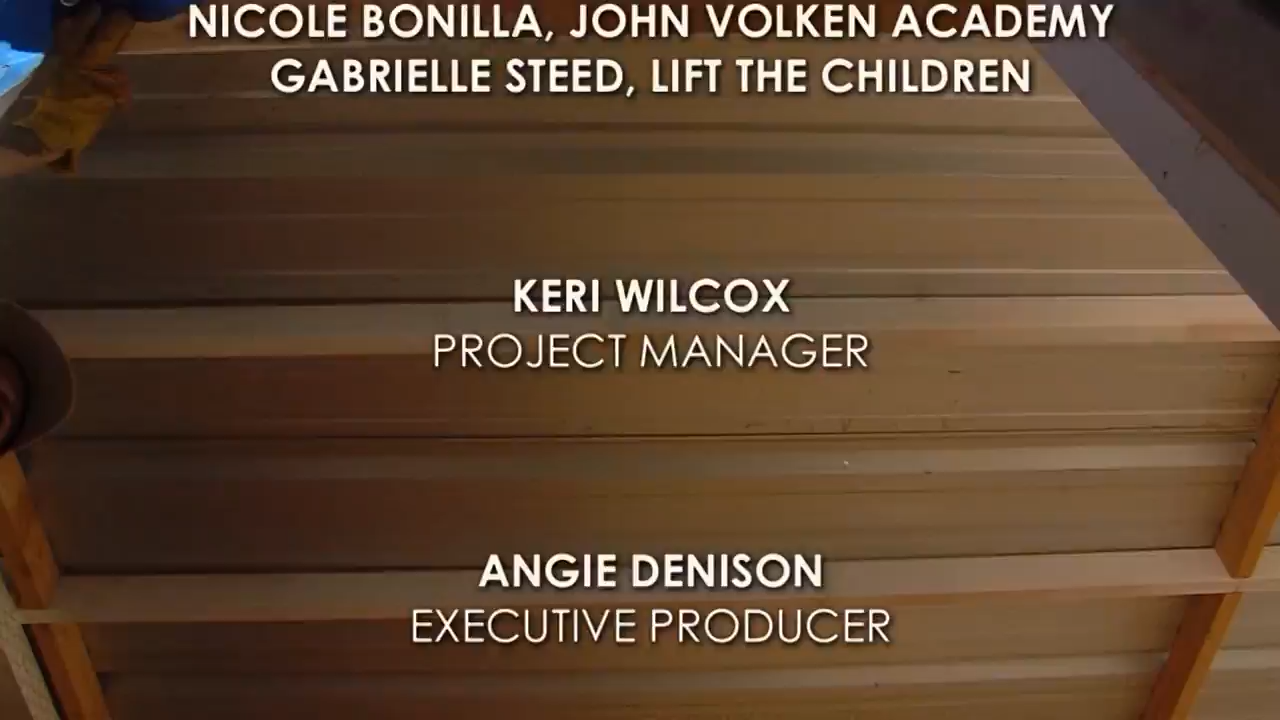 NICOLE BONILLA, JOHN VOLKEN ACADEMY
GABRIELLE STEED, LIFT THE CHILDREN
KERI WILCOX
PROJECT MANAGER
ANGIE DENISON
EXECUTIVE PRODUCER